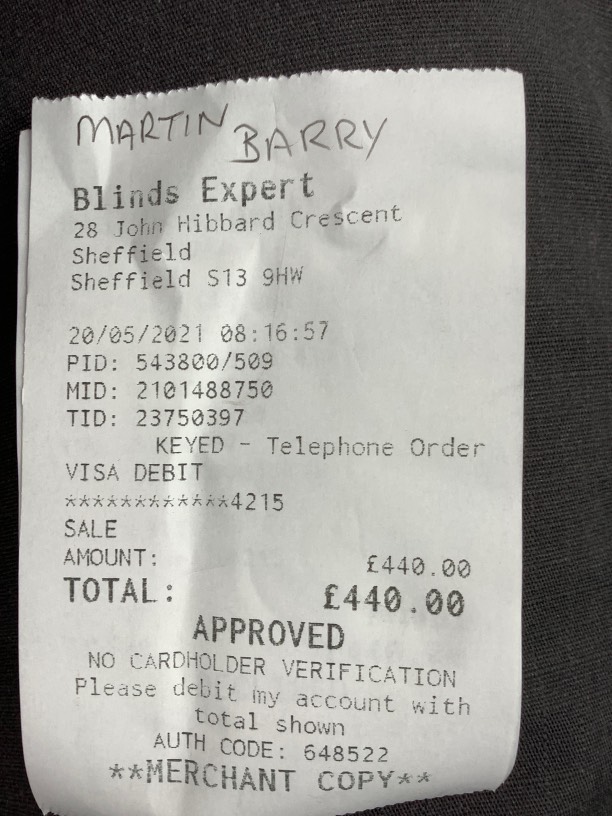 MARTIN BARRY
Blinds Expert
28 John Hibbard Crescent
Sheffield
Sheffield S13 9HW
20/05/2021 08:16:57
PID: 543800/509
MID: 2101488750
TID: 23750397
KEYED - Telephone Order
VISA DEBIT
************4215
SALE
AMOUNT: £440.00
TOTAL: £440.00
APPROVED
NO CARDHOLDER VERIFICATION
Please debit my account with
total shown
AUTH CODE: 648522
**MERCHANT COPY**